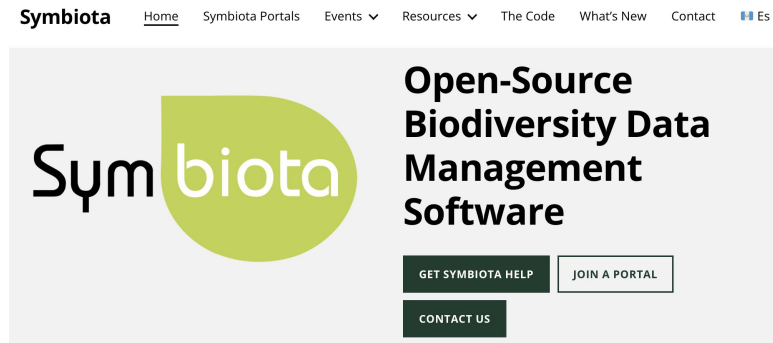 Symbiota Home Symbiota Portals Events Resources The Code What's New Contact Es
Symbiota
Open-Source
Biodiversity Data
Management
Software
GET SYMBIOTA HELP JOIN A PORTAL
CONTACT US